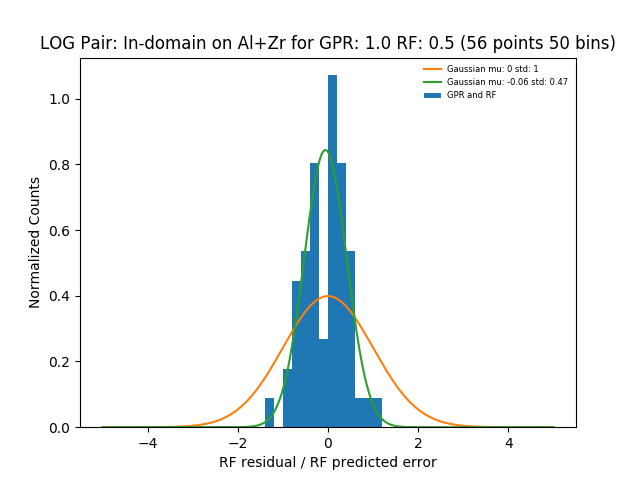 LOG Pair: In-domain on Al+Zr for GPR: 1.0 RF: 0.5 (56 points 50 bins)
Gaussian mu: 0 std: 1
Gaussian mu: -0.06 std: 0.47
GPR and RF
Normalized Counts
1.0
0.8
0.6
0.4
0.2
0.0
−4 −2 0 2 4
RF residual / RF predicted error